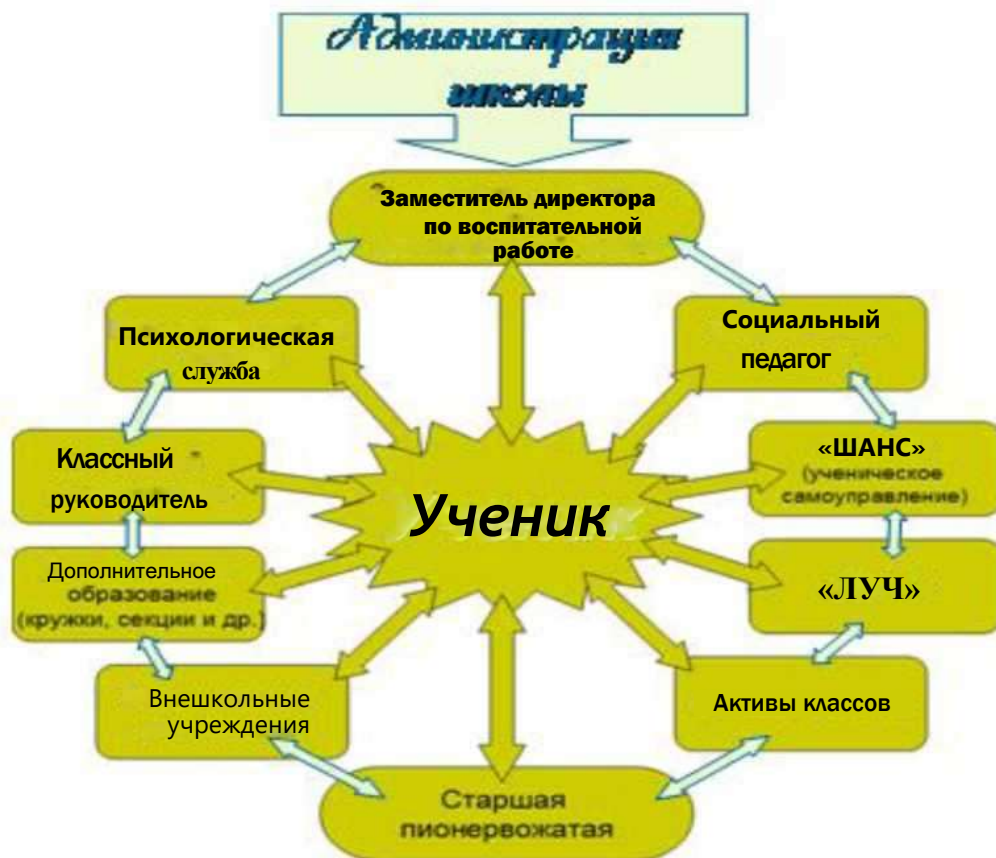 Администрация
школы
Заместитель директора
по воспитательной
работе
Психологическая
служба
Социальный
педагог
Классный
руководитель
«ШАНС»
(ученическое
самоуправление)
Ученик
Дополнительное
образование
(кружки, секции и др.)
«ЛУЧ»
Внешкольные
учреждения
Активы классов
Старшая
пионервожатая